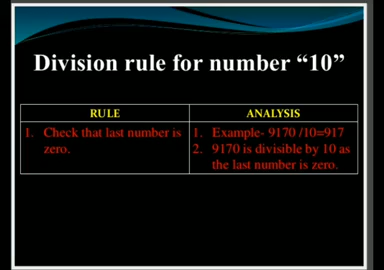 Division rule for number “10”
RULE
ANALYSIS
1. Check that last number is
zero.
1. Example- 9170 /10=917
2. 9170 is divisible by 10 as
the last number is zero.